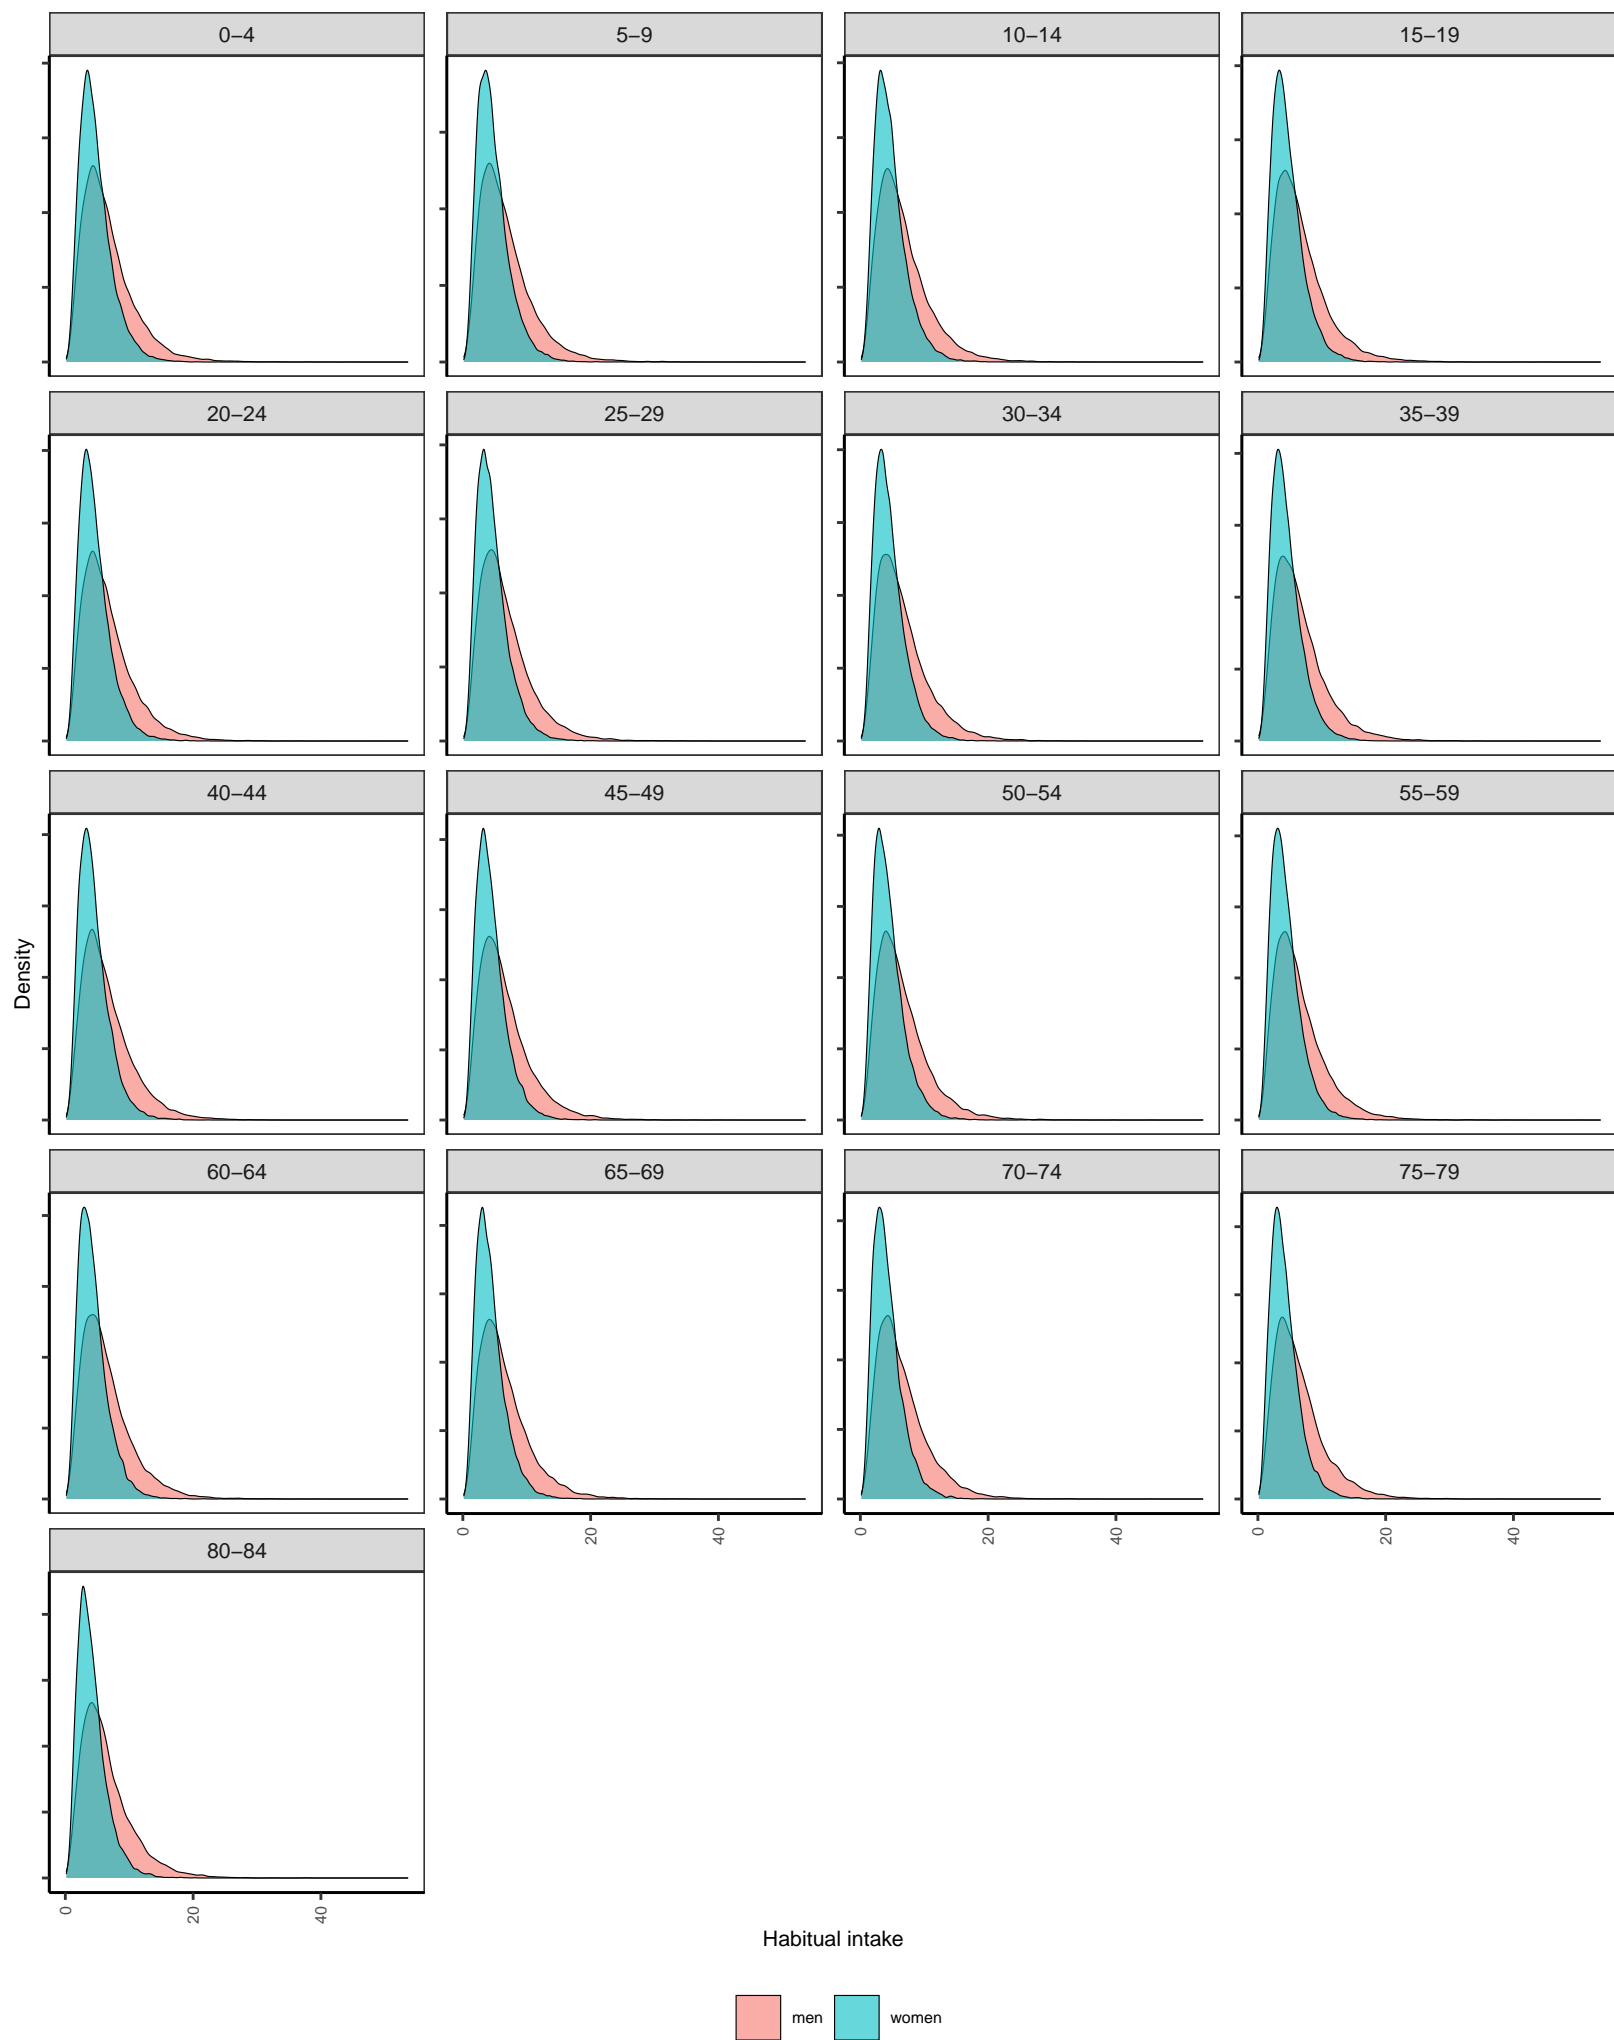 0–4 5–9 10–14 15–19
20–24 25–29 30–34 35–39
40–44 45–49 50–54 55–59
Density
60–64 65–69 70–74 75–79
0 20 40 0 20 40 0 20 40
80–84
0 20 40
Habitual intake
men women